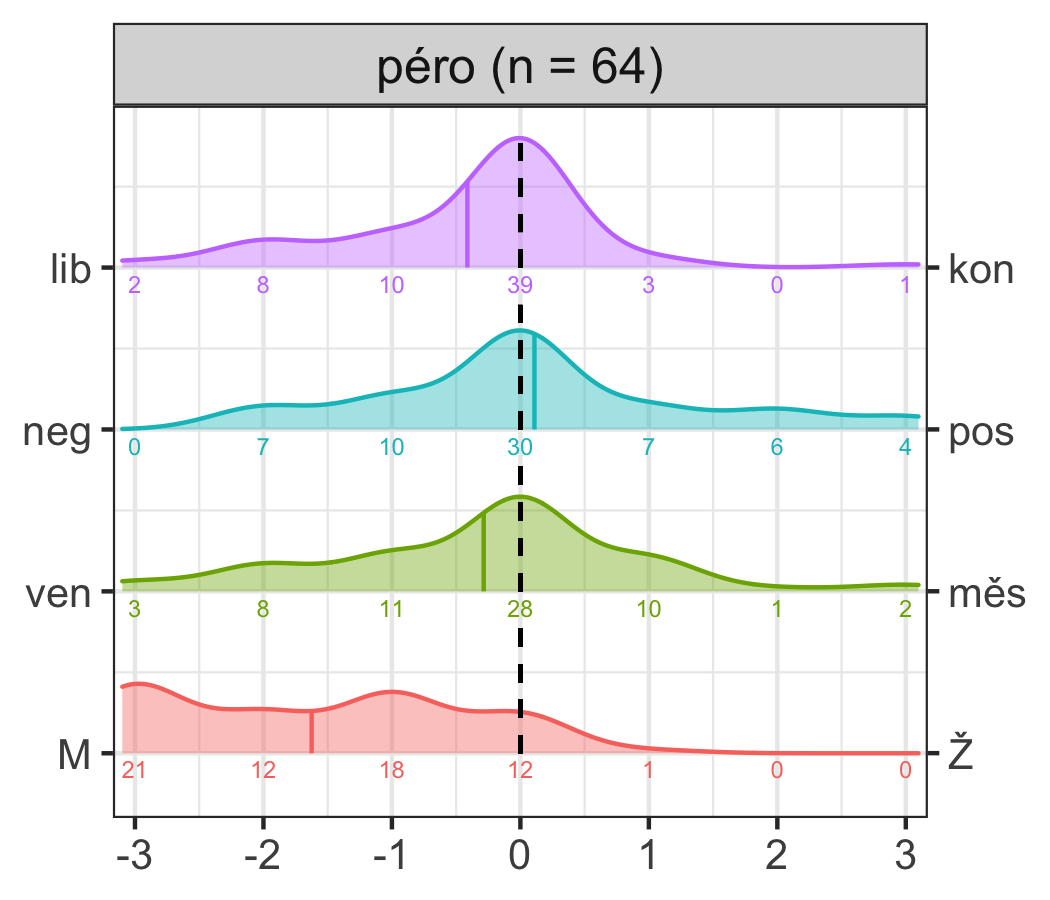 péro (n = 64)
lib kon
2 8 10 39 3 0 1
neg pos
0 7 10 30 7 6 4
ven měs
3 8 11 28 10 1 2
M Ž
21 12 18 12 1 0 0
-3 -2 -1 0 1 2 3